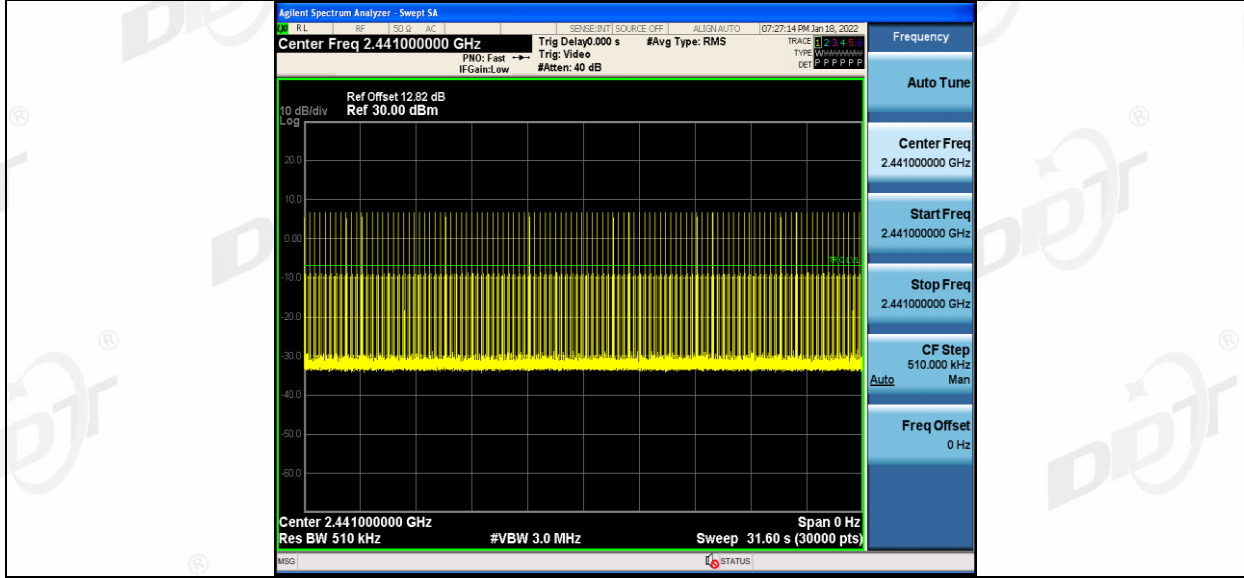 Agilent Spectrum Analyzer - Swept SA
RL RF 50 Ω AC SENSE:INT SOURCE OFF ALIGN AUTO 07:27:14 PM Jan 18, 2022
Center Freq 2.441000000 GHz
Trig Delay0.000 s #Avg Type: RMS
TRACE 1 2 3 4 5 6
PNO: Fast Trig: Video
TYPE
IFGain:Low #Atten: 40 dB
DET P P P P P P
Frequency
Auto Tune
Center Freq
2.441000000 GHz
Start Freq
2.441000000 GHz
Stop Freq
2.441000000 GHz
CF Step
510.000 kHz
Auto Man
Freq Offset
0 Hz
Ref Offset 12.82 dB
10 dB/div Ref 30.00 dBm
Log
20.0
10.0
0.00
TRIG LVL
-10.0
-20.0
-30.0
-40.0
-50.0
-60.0
Center 2.441000000 GHz Span 0 Hz
Res BW 510 kHz #VBW 3.0 MHz Sweep 31.60 s (30000 pts)
MSG STATUS
DDT
®